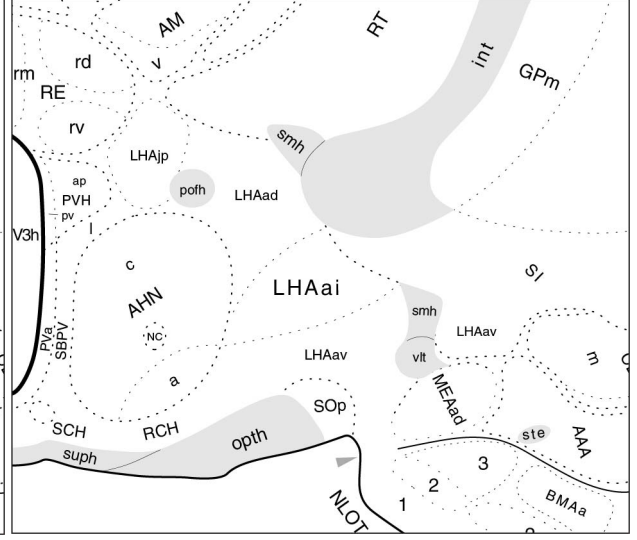 AM
RT
int
GPm
rm
rd
v
RE
rv
smh
LHAjp
ap
PVH
pofh
LHAad
pv
V3h
l
c
SI
AHN
LHAai
smh
NC
PVa
SBPV
LHAav
LHAav
vlt
m
a
MEAad
SOp
SCH
RCH
opth
ste
AAA
suph
3
2
1
NLOT
BMAa